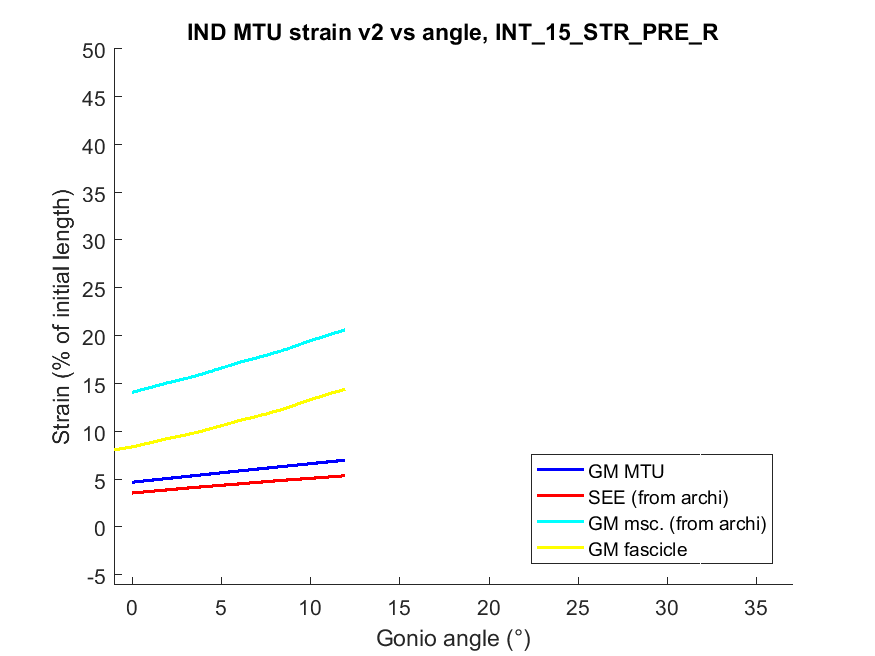 IND MTU strain v2 vs angle, INT_15_STR_PRE_R
50
45
40
35
30
25
20
15
10
5
0
-5
Strain (% of initial length)
0 5 10 15 20 25 30 35
Gonio angle (°)
GM MTU
SEE (from archi)
GM msc. (from archi)
GM fascicle